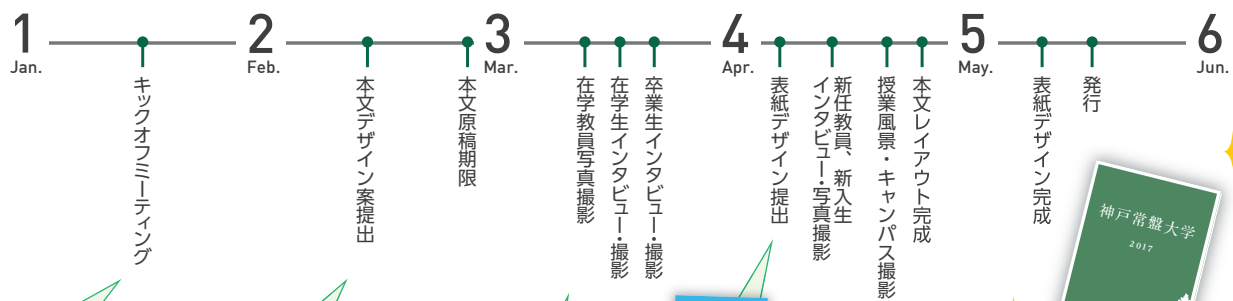 1
Jan.
キックオフミーティング
2
Feb.
本文デザイン案提出
本文原稿期限
3
Mar.
在学教員写真撮影
在学生インタビュー・撮影
卒業生インタビュー・撮影
4
Apr.
表紙デザイン提出
新任教員、新入生
インタビュー・写真撮影
授業風景・キャンパス撮影
本文レイアウト完成
5
May.
表紙デザイン完成
発行
6
Jun.
神戸常盤大学
2017